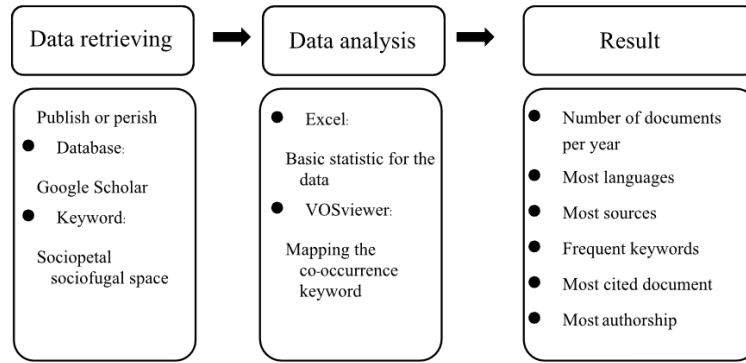 Data retrieving
Data analysis
Result
Publish or perish
● Database:
Google Scholar
● Keyword:
Sociopetal
sociofugal space
● Excel:
Basic statistic for the
data
● VOSviewer:
Mapping the
co-occurrence
keyword
● Number of documents
per year
● Most languages
● Most sources
● Frequent keywords
● Most cited document
● Most authorship